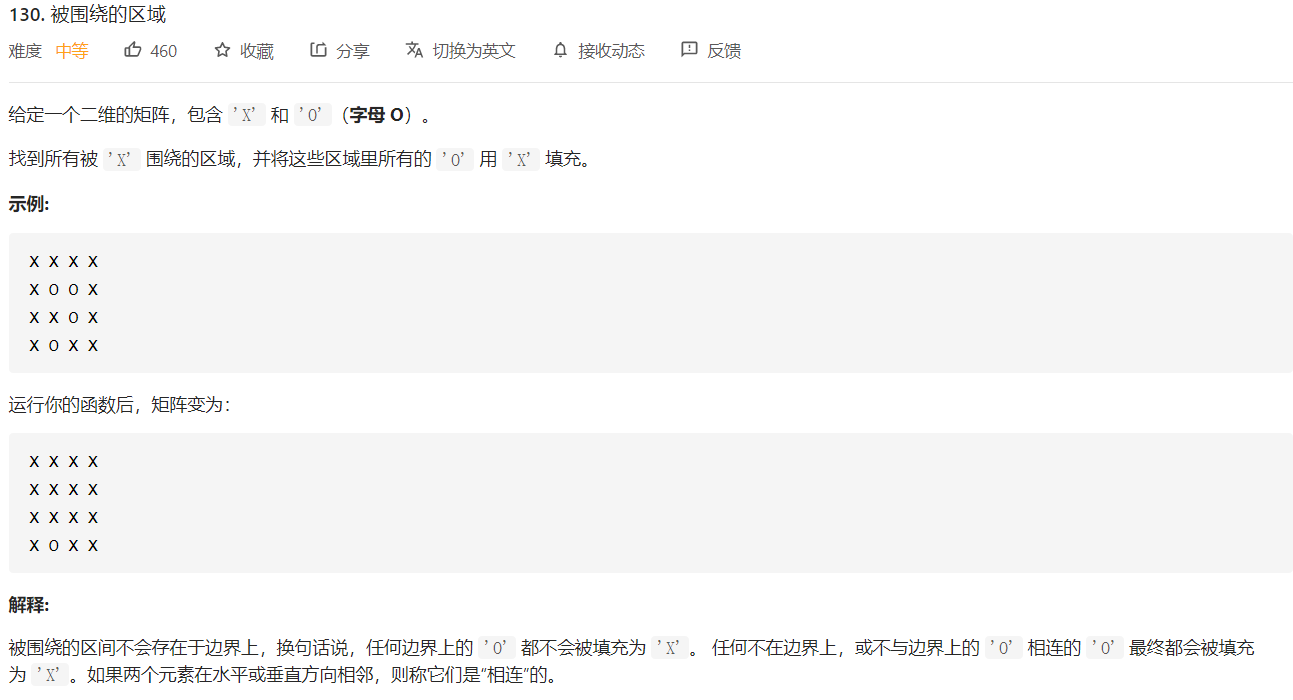 130. 被围绕的区域
难度 中等 460 收藏 分享 切换为英文 接收动态 反馈
给定一个二维的矩阵，包含 'X' 和 'O'（字母 O）。
找到所有被 'X' 围绕的区域，并将这些区域里所有的 'O' 用 'X' 填充。
示例:
X X X X
X O O X
X X O X
X O X X
运行你的函数后，矩阵变为：
X X X X
X X X X
X X X X
X O X X
解释:
被围绕的区间不会存在于边界上，换句话说，任何边界上的 'O' 都不会被填充为 'X'。 任何不在边界上，或不与边界上的 'O' 相连的 'O' 最终都会被填充
为 'X'。如果两个元素在水平或垂直方向相邻，则称它们是“相连”的。